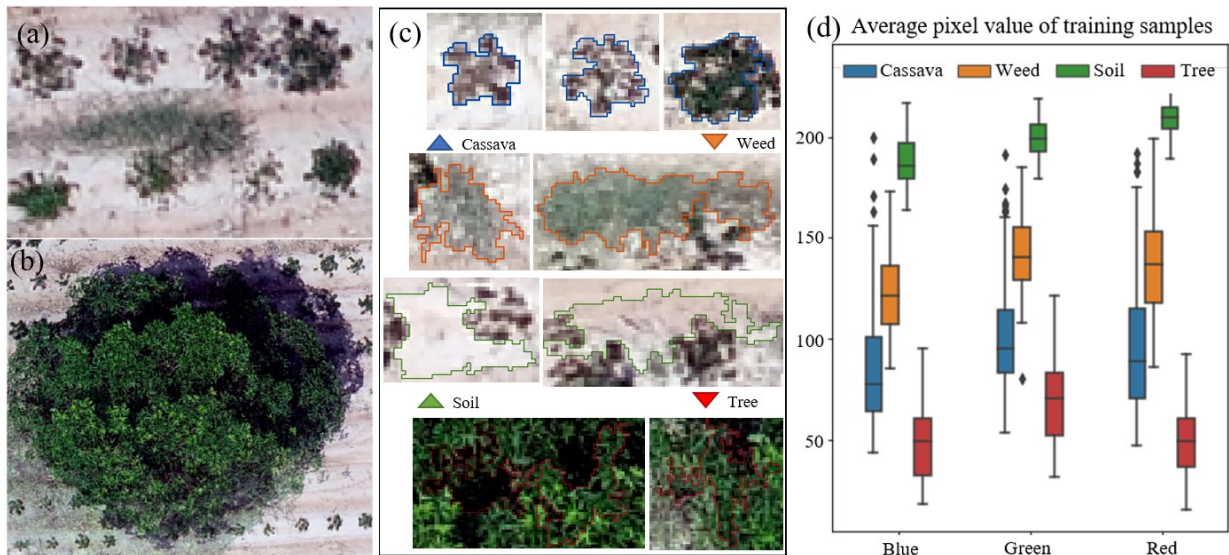 (a)
(b)
(c)
Cassava
Weed
Soil
Tree
(d) Average pixel value of training samples
Cassava Weed Soil Tree
200
150
100
50
Blue Green Red